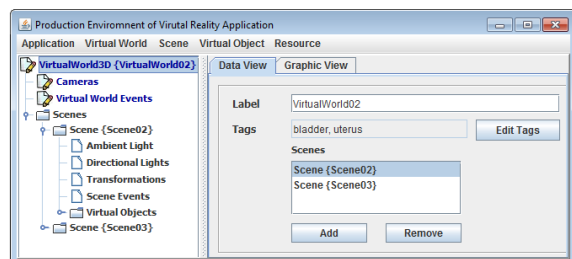 Production Enviromnent of Virutal Reality Application
Application Virtual World Scene Virtual Object Resource
VirtualWorld3D {VirtualWorld02}
Cameras
Virtual World Events
Scenes
Scene {Scene02}
Ambient Light
Directional Lights
Transformations
Scene Events
Virtual Objects
Scene {Scene03}
Data View Graphic View
Label VirtualWorld02
Tags bladder, uterus Edit Tags
Scenes
Scene {Scene02}
Scene {Scene03}
Add Remove